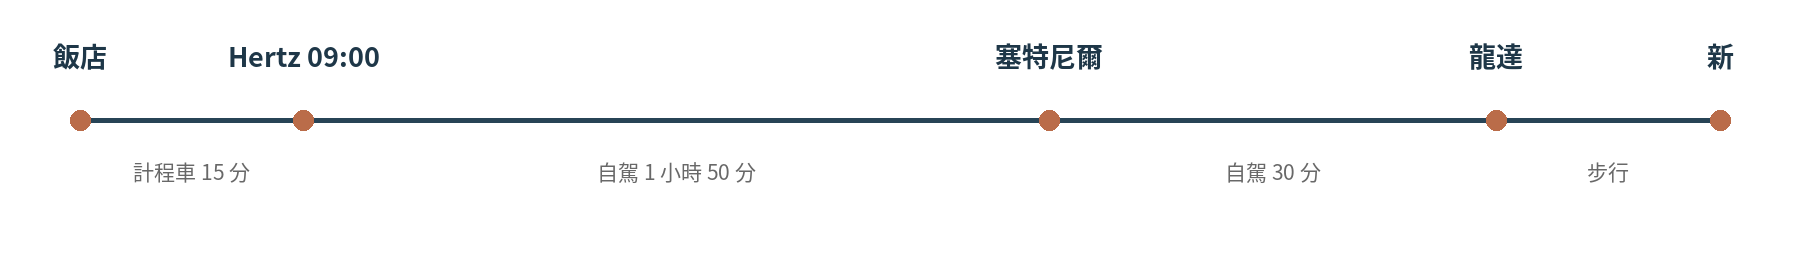 飯店
Hertz 09:00
塞特尼爾
龍達
新
計程車 15 分
自駕 1 小時 50 分
自駕 30 分
步行